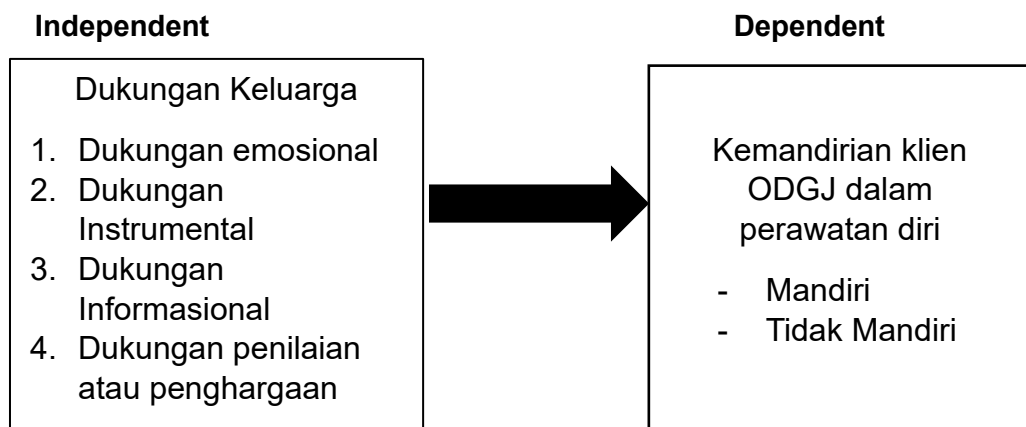 Independent
Dependent
Dukungan Keluarga
1. Dukungan emosional
2. Dukungan
Instrumental
3. Dukungan
Informasional
4. Dukungan penilaian
atau penghargaan
Kemandirian klien
ODGJ dalam
perawatan diri
- Mandiri
- Tidak Mandiri